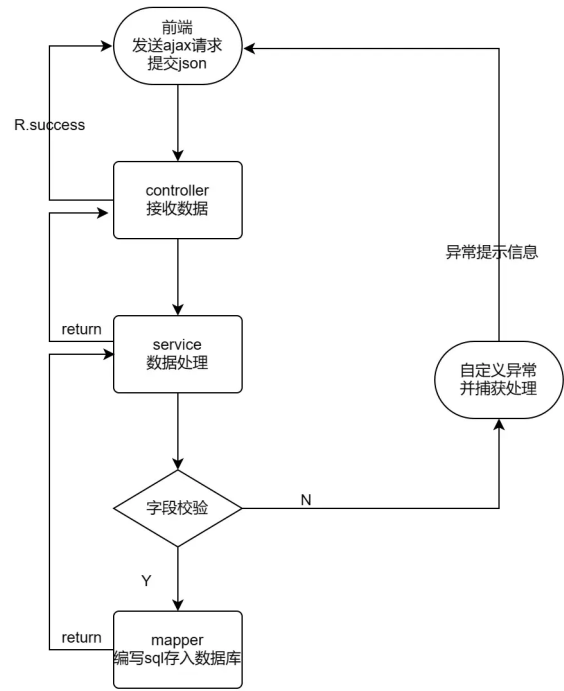 前端
发送ajax请求
提交json
R.success
controller
接收数据
异常提示信息
return
service
数据处理
自定义异常
并捕获处理
字段校验
N
Y
return
mapper
编写sql存入数据库